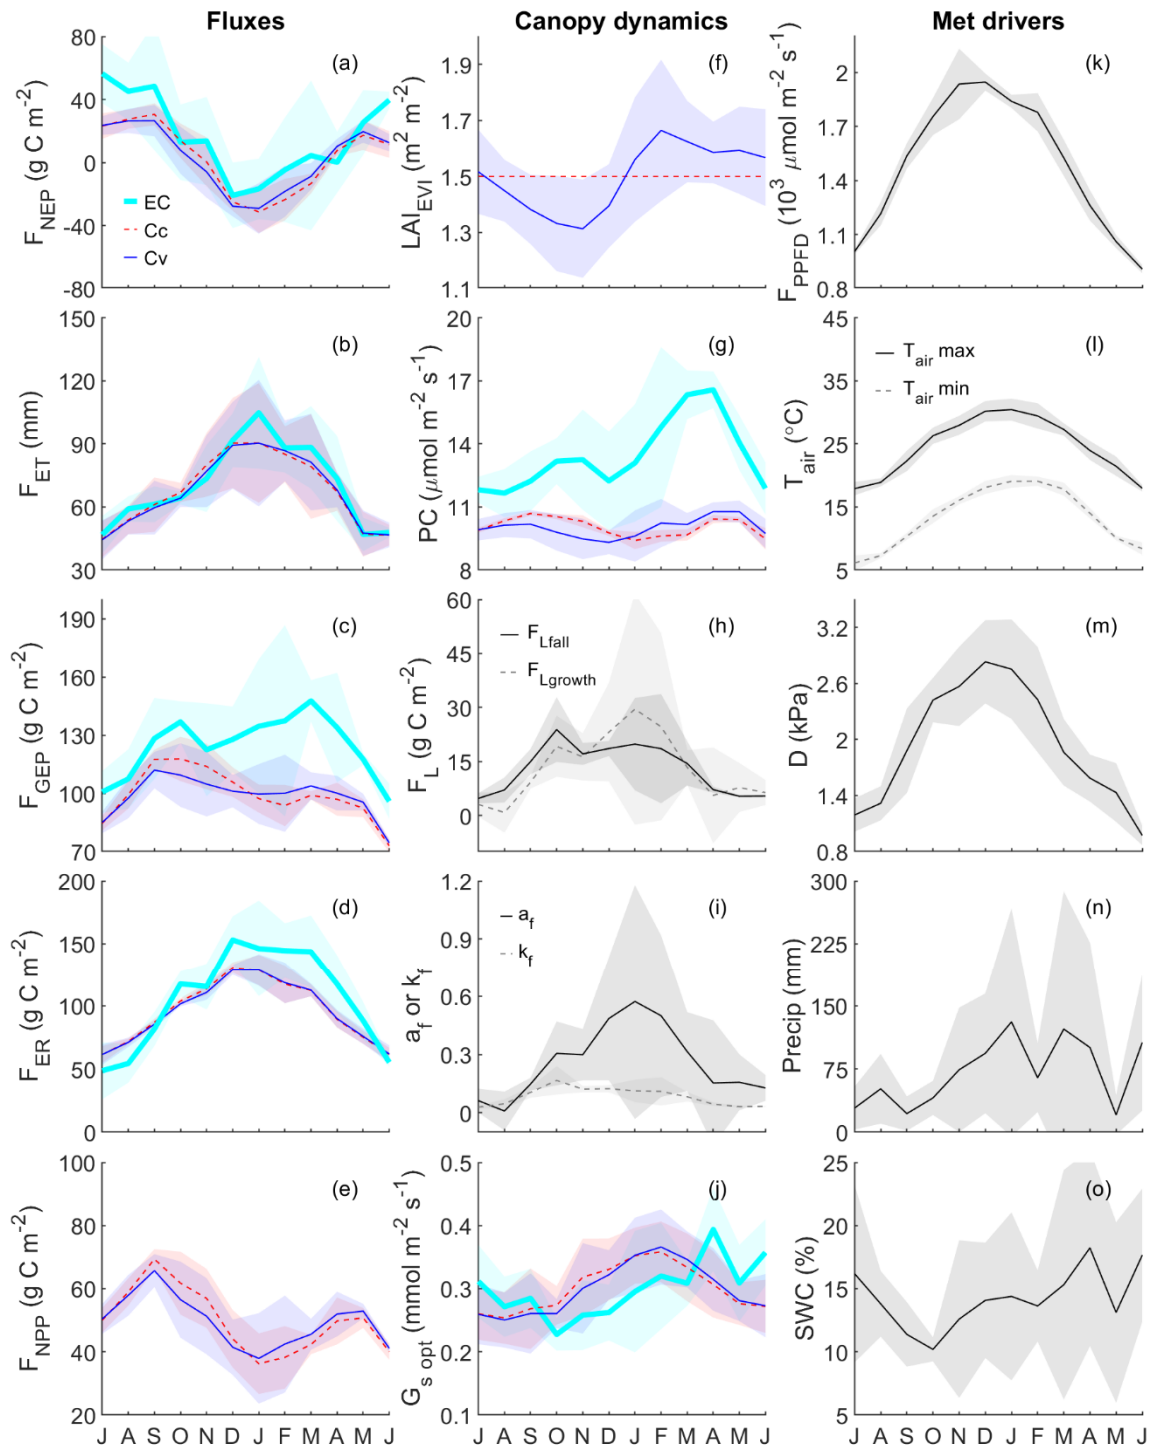 Fluxes
Canopy dynamics
Met drivers
(a)
F_NEP (g C m^-2)
80
40
0
-40
-80
EC
Cc
Cv
(f)
LAI_EVI (m^2 m^-2)
1.9
1.7
1.5
1.3
1.1
(k)
F_PPFD (10^3 μmol m^-2 s^-1)
2
1.7
1.4
1.1
0.8
(b)
F_ET (mm)
150
120
90
60
30
(g)
PC (μmol m^-2 s^-1)
20
17
14
11
8
(l)
T_air (°C)
45
35
25
15
5
T_air max
T_air min
(c)
F_GEP (g C m^-2)
190
160
130
100
70
(h)
F_L (g C m^-2)
60
45
30
15
0
F_Lfall
F_Lgrowth
(m)
D (kPa)
3.2
2.6
2
1.4
0.8
(d)
F_ER (g C m^-2)
200
150
100
50
0
(i)
a_f or k_f
1.2
0.9
0.6
0.3
0
a_f
k_f
(n)
Precip (mm)
300
225
150
75
0
(e)
F_NPP (g C m^-2)
100
80
60
40
20
J A S O N D J F M A M J
(j)
G_s opt (mmol m^-2 s^-1)
0.5
0.4
0.3
0.2
0.1
J A S O N D J F M A M J
(o)
SWC (%)
25
20
15
10
5
J A S O N D J F M A M J